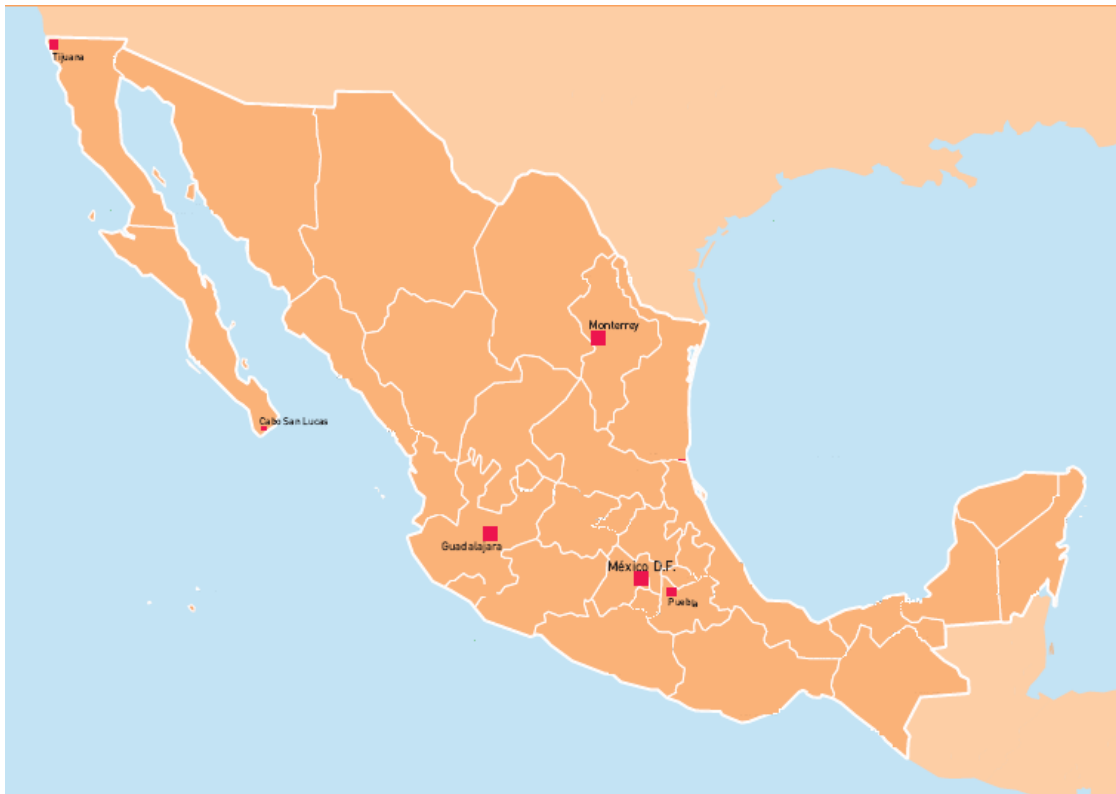 Tijuana
Monterrey
Cabo San Lucas
Guadalajara
México D.F.
Puebla